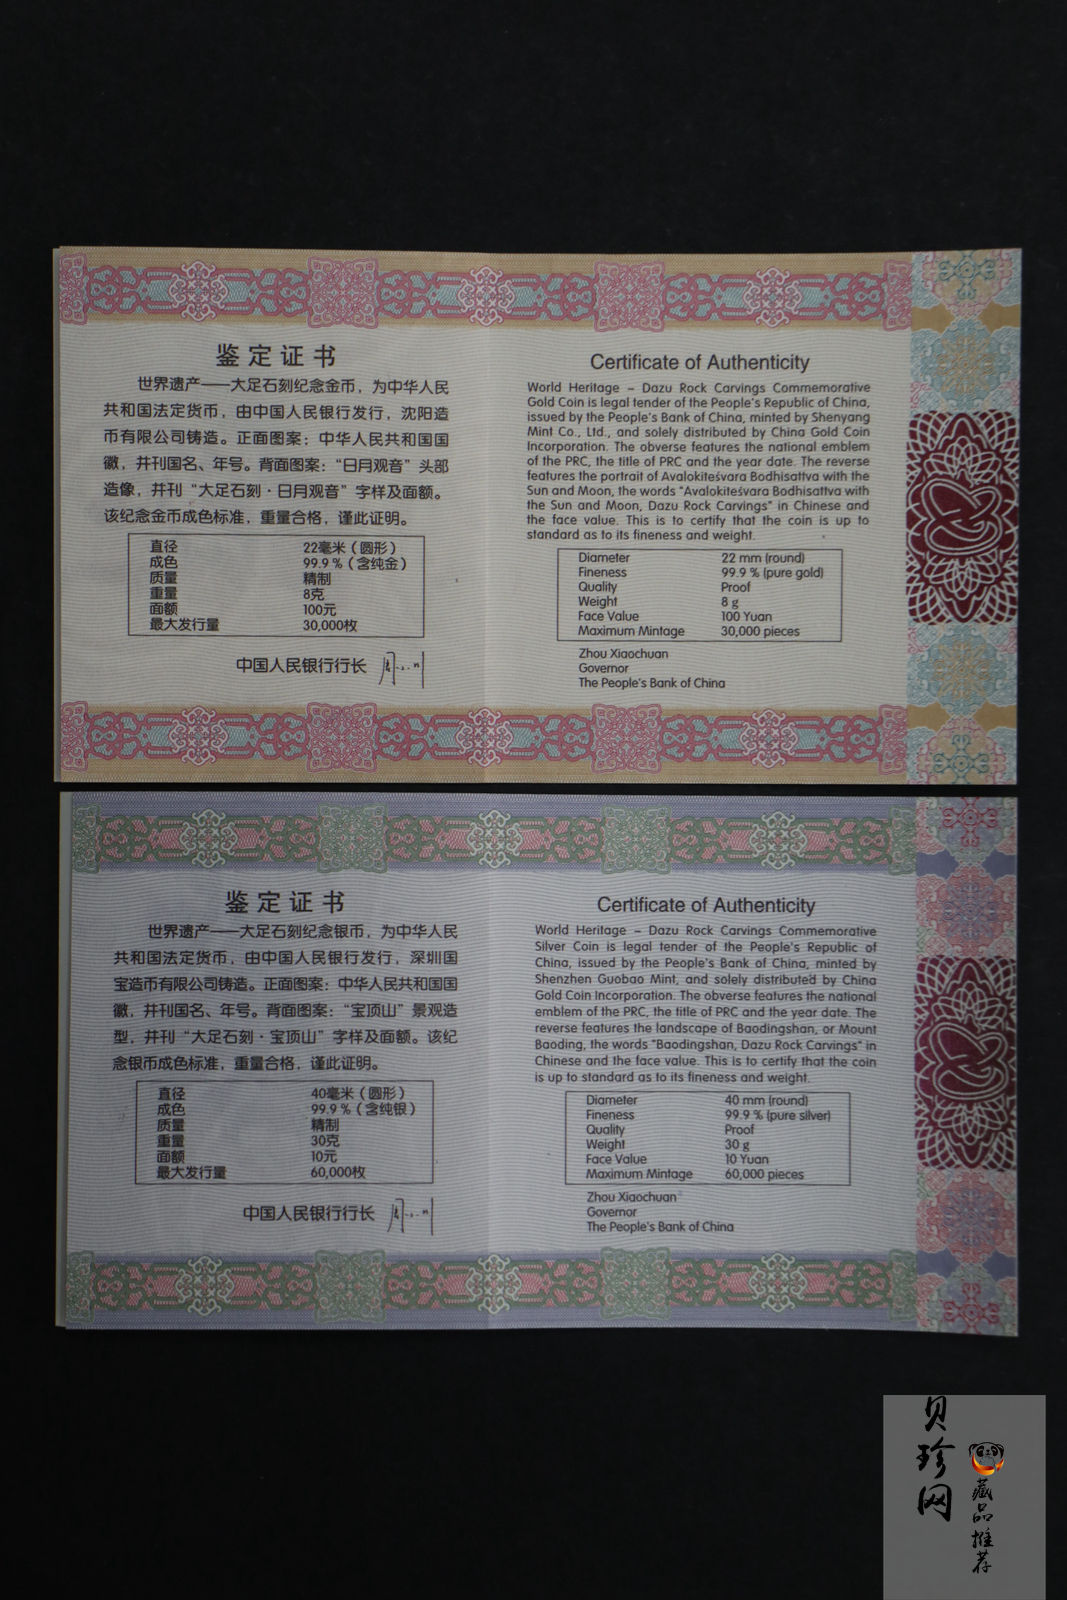 鉴定证书
世界遗产——大足石刻纪念金币，为中华人民
共和国法定货币，由中国人民银行发行，沈阳造
币有限公司铸造。正面图案：中华人民共和国国
徽，并刊国名、年号。背面图案：“日月观音”头部
造像，并刊“大足石刻·日月观音”字样及面额。
该纪念金币成色标准，重量合格，谨此证明。
直径 22毫米（圆形）
成色 99.9％（含纯金）
质量 精制
重量 8克
面额 100元
最大发行量 30,000枚
中国人民银行行长
Certificate of Authenticity
World Heritage – Dazu Rock Carvings Commemorative
Gold Coin is legal tender of the People's Republic of China,
issued by the People's Bank of China, minted by Shenyang
Mint Co., Ltd., and solely distributed by China Gold Coin
Incorporation. The obverse features the national emblem
of the PRC, the title of PRC and the year date. The reverse
features the portrait of Avalokiteśvara Bodhisattva with the
Sun and Moon, the words "Avalokiteśvara Bodhisattva with
the Sun and Moon, Dazu Rock Carvings" in Chinese and
the face value. This is to certify that the coin is up to
standard as to its fineness and weight.
Diameter 22 mm (round)
Fineness 99.9 % (pure gold)
Quality Proof
Weight 8 g
Face Value 100 Yuan
Maximum Mintage 30,000 pieces
Zhou Xiaochuan
Governor
The People's Bank of China
鉴定证书
世界遗产——大足石刻纪念银币，为中华人民
共和国法定货币，由中国人民银行发行，深圳国
宝造币有限公司铸造。正面图案：中华人民共和国国
徽，并刊国名、年号。背面图案：“宝顶山”景观造
型，并刊“大足石刻·宝顶山”字样及面额。该纪
念银币成色标准，重量合格，谨此证明。
直径 40毫米（圆形）
成色 99.9％（含纯银）
质量 精制
重量 30克
面额 10元
最大发行量 60,000枚
中国人民银行行长
Certificate of Authenticity
World Heritage – Dazu Rock Carvings Commemorative
Silver Coin is legal tender of the People's Republic of
China, issued by the People's Bank of China, minted by
Shenzhen Guobao Mint, and solely distributed by China
Gold Coin Incorporation. The obverse features the national
emblem of the PRC, the title of PRC and the year date. The
reverse features the landscape of Baodingshan, or Mount
Baoding, the words "Baodingshan, Dazu Rock Carvings" in
Chinese and the face value. This is to certify that the coin
is up to standard as to its fineness and weight.
Diameter 40 mm (round)
Fineness 99.9 % (pure silver)
Quality Proof
Weight 30 g
Face Value 10 Yuan
Maximum Mintage 60,000 pieces
Zhou Xiaochuan
Governor
The People's Bank of China
贝珍网
藏品推荐